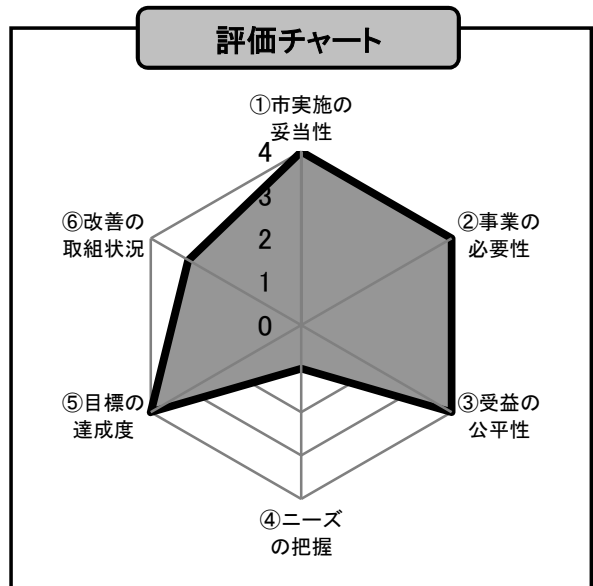 評価チャート
①市実施の
妥当性
4
3
2
1
0
②事業の
必要性
③受益の
公平性
④ニーズ
の把握
⑤目標の
達成度
⑥改善の
取組状況